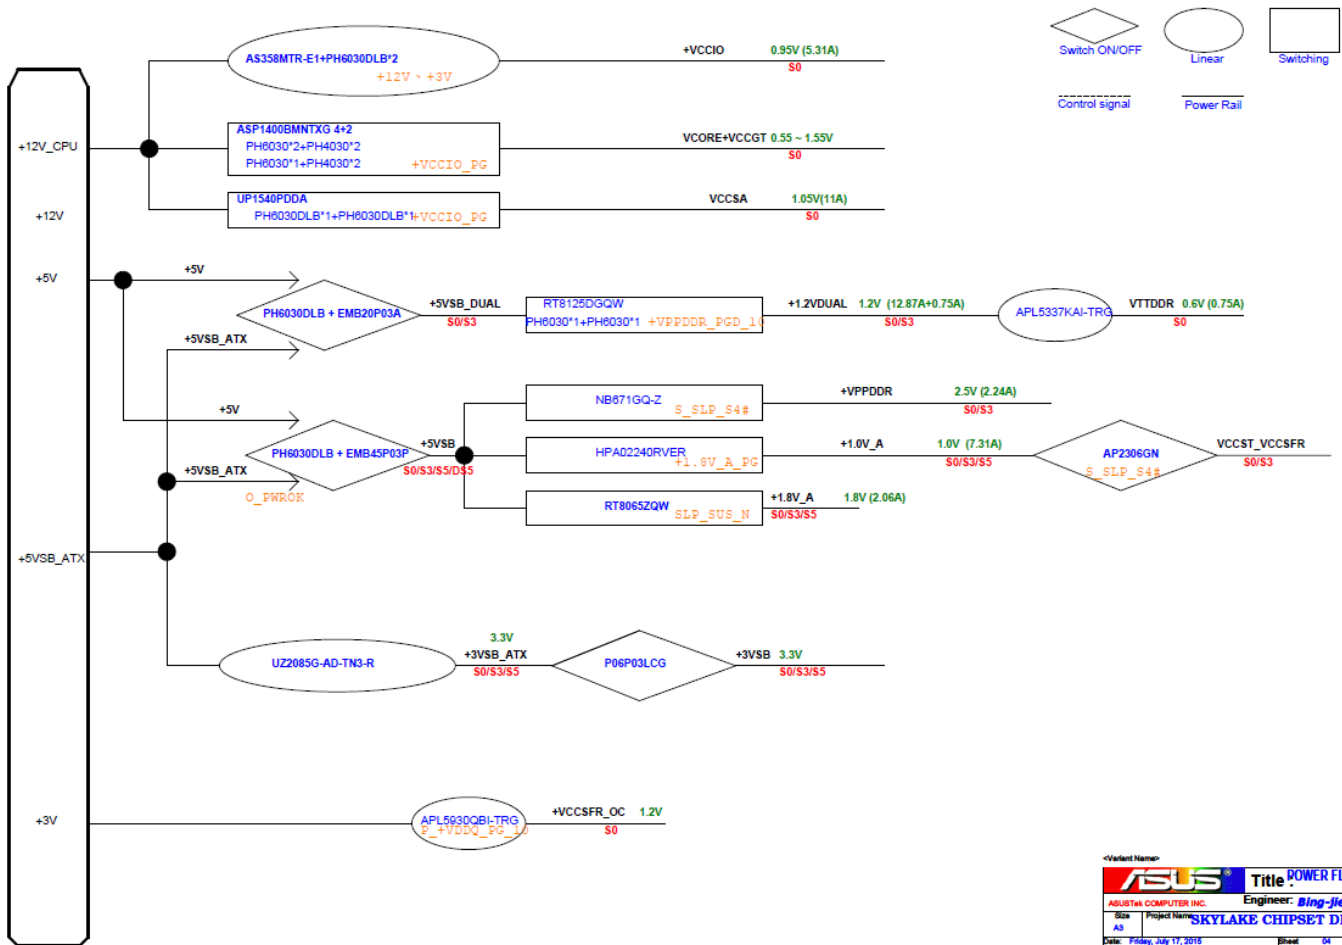 Switch ON/OFF
Linear
Switching
Control signal
Power Rail
AS358MTR-E1+PH6030DLB*2
+12V、+3V
+VCCIO 0.95V (5.31A)
S0
+12V_CPU
ASP1400BMNTXG 4+2
PH6030*2+PH4030*2
PH6030*1+PH4030*2
+VCCIO_PG
VCORE+VCCGT 0.55 ~ 1.55V
S0
+12V
UP1540PDDA
PH6030DLB*1+PH6030DLB*1
+VCCIO_PG
VCCSA 1.05V(11A)
S0
+5V
+5V
+5VSB_ATX
PH6030DLB + EMB20P03A
+5VSB_DUAL
S0/S3
RT8125DGQW
PH6030*1+PH6030*1
+VPPDDR_PGD_10
+1.2VDUAL 1.2V (12.87A+0.75A)
S0/S3
APL5337KAI-TRG
VTTDDR 0.6V (0.75A)
S0
+5V
+5VSB_ATX
O_PWROK
PH6030DLB + EMB45P03P
+5VSB
S0/S3/S5/DS5
NB671GQ-Z
S_SLP_S4#
+VPPDDR 2.5V (2.24A)
S0/S3
HPA02240RVER
+1.8V_A_PG
+1.0V_A 1.0V (7.31A)
S0/S3/S5
AP2306GN
S_SLP_S4#
VCCST_VCCSFR
S0/S3
RT8065ZQW
SLP_SUS_N
+1.8V_A 1.8V (2.06A)
S0/S3/S5
+5VSB_ATX
UZ2085G-AD-TN3-R
3.3V
+3VSB_ATX
S0/S3/S5
P06P03LCG
+3VSB 3.3V
S0/S3/S5
+3V
APL5930QBI-TRG
P_+VDDQ_PG_10
+VCCSFR_OC 1.2V
S0
<Variant Name>
ASUS
Title : POWER FL
ASUSTek COMPUTER INC.
Engineer: Bing-jie
Size
A3
Project Name
SKYLAKE CHIPSET D
Date: Friday, July 17, 2015
Sheet 04